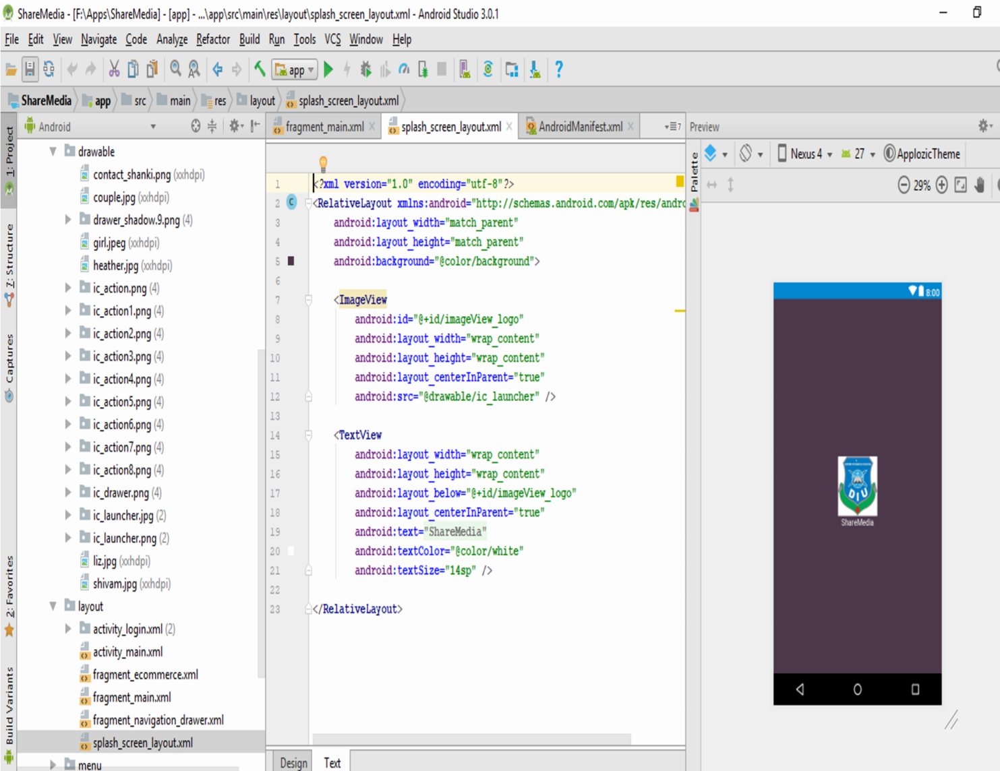 ShareMedia - [F:\Apps\ShareMedia] - [app] - ...\app\src\main\res\layout\splash_screen_layout.xml - Android Studio 3.0.1
File Edit View Navigate Code Analyze Refactor Build Run Tools VCS Window Help
app
ShareMedia app src main res layout splash_screen_layout.xml
1: Project
7: Structure
Captures
2: Favorites
Build Variants
Android
drawable
contact_shanki.png (xxhdpi)
couple.jpg (xxhdpi)
drawer_shadow.9.png (4)
girl.jpeg (xxhdpi)
heather.jpg (xxhdpi)
ic_action.png (4)
ic_action1.png (4)
ic_action2.png (4)
ic_action3.png (4)
ic_action4.png (4)
ic_action5.png (4)
ic_action6.png (4)
ic_action7.png (4)
ic_action8.png (4)
ic_drawer.png (4)
ic_launcher.jpg (2)
ic_launcher.png (2)
liz.jpg (xxhdpi)
shivam.jpg (xxhdpi)
layout
activity_login.xml (2)
activity_main.xml
fragment_ecommerce.xml
fragment_main.xml
fragment_navigation_drawer.xml
splash_screen_layout.xml
menu
fragment_main.xml splash_screen_layout.xml AndroidManifest.xml 7
1 <?xml version="1.0" encoding="utf-8"?>
2 C <RelativeLayout xmlns:android="http://schemas.android.com/apk/res/andro
3 android:layout_width="match_parent"
4 android:layout_height="match_parent"
5 android:background="@color/background">
6
7 <ImageView
8 android:id="@+id/imageView_logo"
9 android:layout_width="wrap_content"
10 android:layout_height="wrap_content"
11 android:layout_centerInParent="true"
12 android:src="@drawable/ic_launcher" />
13
14 <TextView
15 android:layout_width="wrap_content"
16 android:layout_height="wrap_content"
17 android:layout_below="@+id/imageView_logo"
18 android:layout_centerInParent="true"
19 android:text="ShareMedia"
20 android:textColor="@color/white"
21 android:textSize="14sp" />
22
23 </RelativeLayout>
Design Text
Preview
Palette
Nexus 4 27 ApplozicTheme
29%
8:00
DIU
ShareMedia